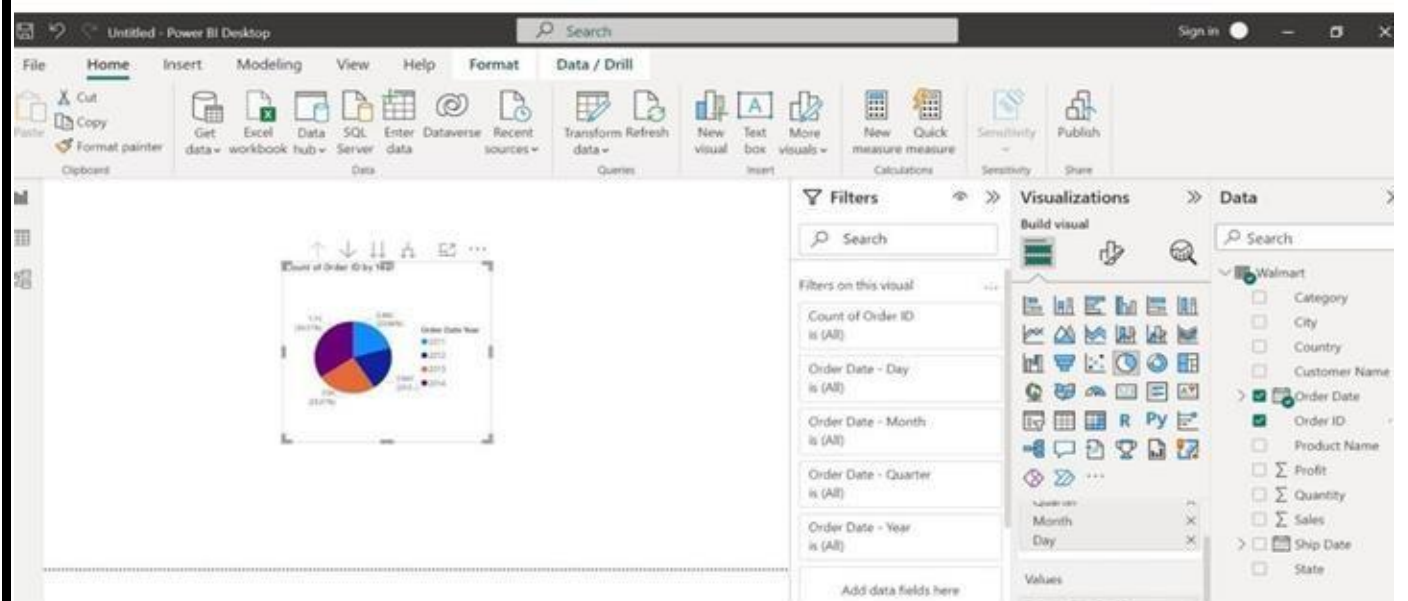 Untitled - Power BI Desktop
Search
Sign in
File Home Insert Modeling View Help Format Data / Drill
Paste
Cut
Copy
Format painter
Get data
Excel workbook
Data hub
SQL Server
Enter data
Dataverse
Recent sources
Transform data
Refresh
New visual
Text box
More visuals
New measure
Quick measure
Sensitivity
Publish
Clipboard Data Queries Insert Calculations Sensitivity Share
Filters
Search
Filters on this visual
Count of Order ID
is (All)
Order Date - Day
is (All)
Order Date - Month
is (All)
Order Date - Quarter
is (All)
Order Date - Year
is (All)
Add data fields here
Visualizations
Build visual
R Py
Quarter
Month
Day
Values
Data
Search
Walmart
Category
City
Country
Customer Name
Order Date
Order ID
Product Name
Profit
Quantity
Sales
Ship Date
State
Count of Order ID by Year
Order Date Year
2011
2012
2013
2014